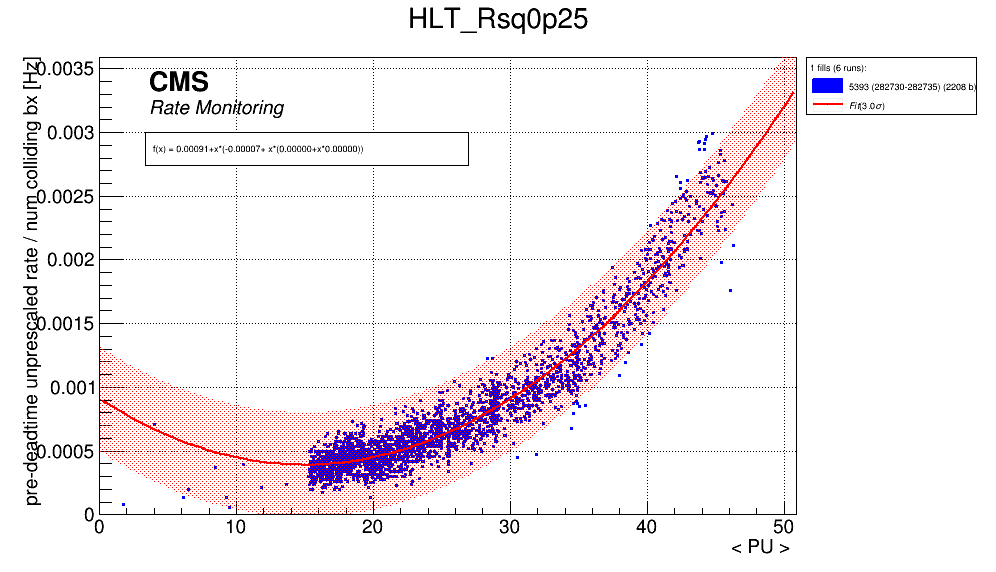 HLT_Rsq0p25
pre-deadtime unprescaled rate / num colliding bx [Hz]
CMS
Rate Monitoring
f(x) = 0.00091+x*(-0.00007+ x*(0.00000+x*0.00000))
1 fills (6 runs):
5393 (282730-282735) (2208 b)
Fit(3.0σ)
0.0035
0.003
0.0025
0.002
0.0015
0.001
0.0005
0
0 10 20 30 40 50
< PU >